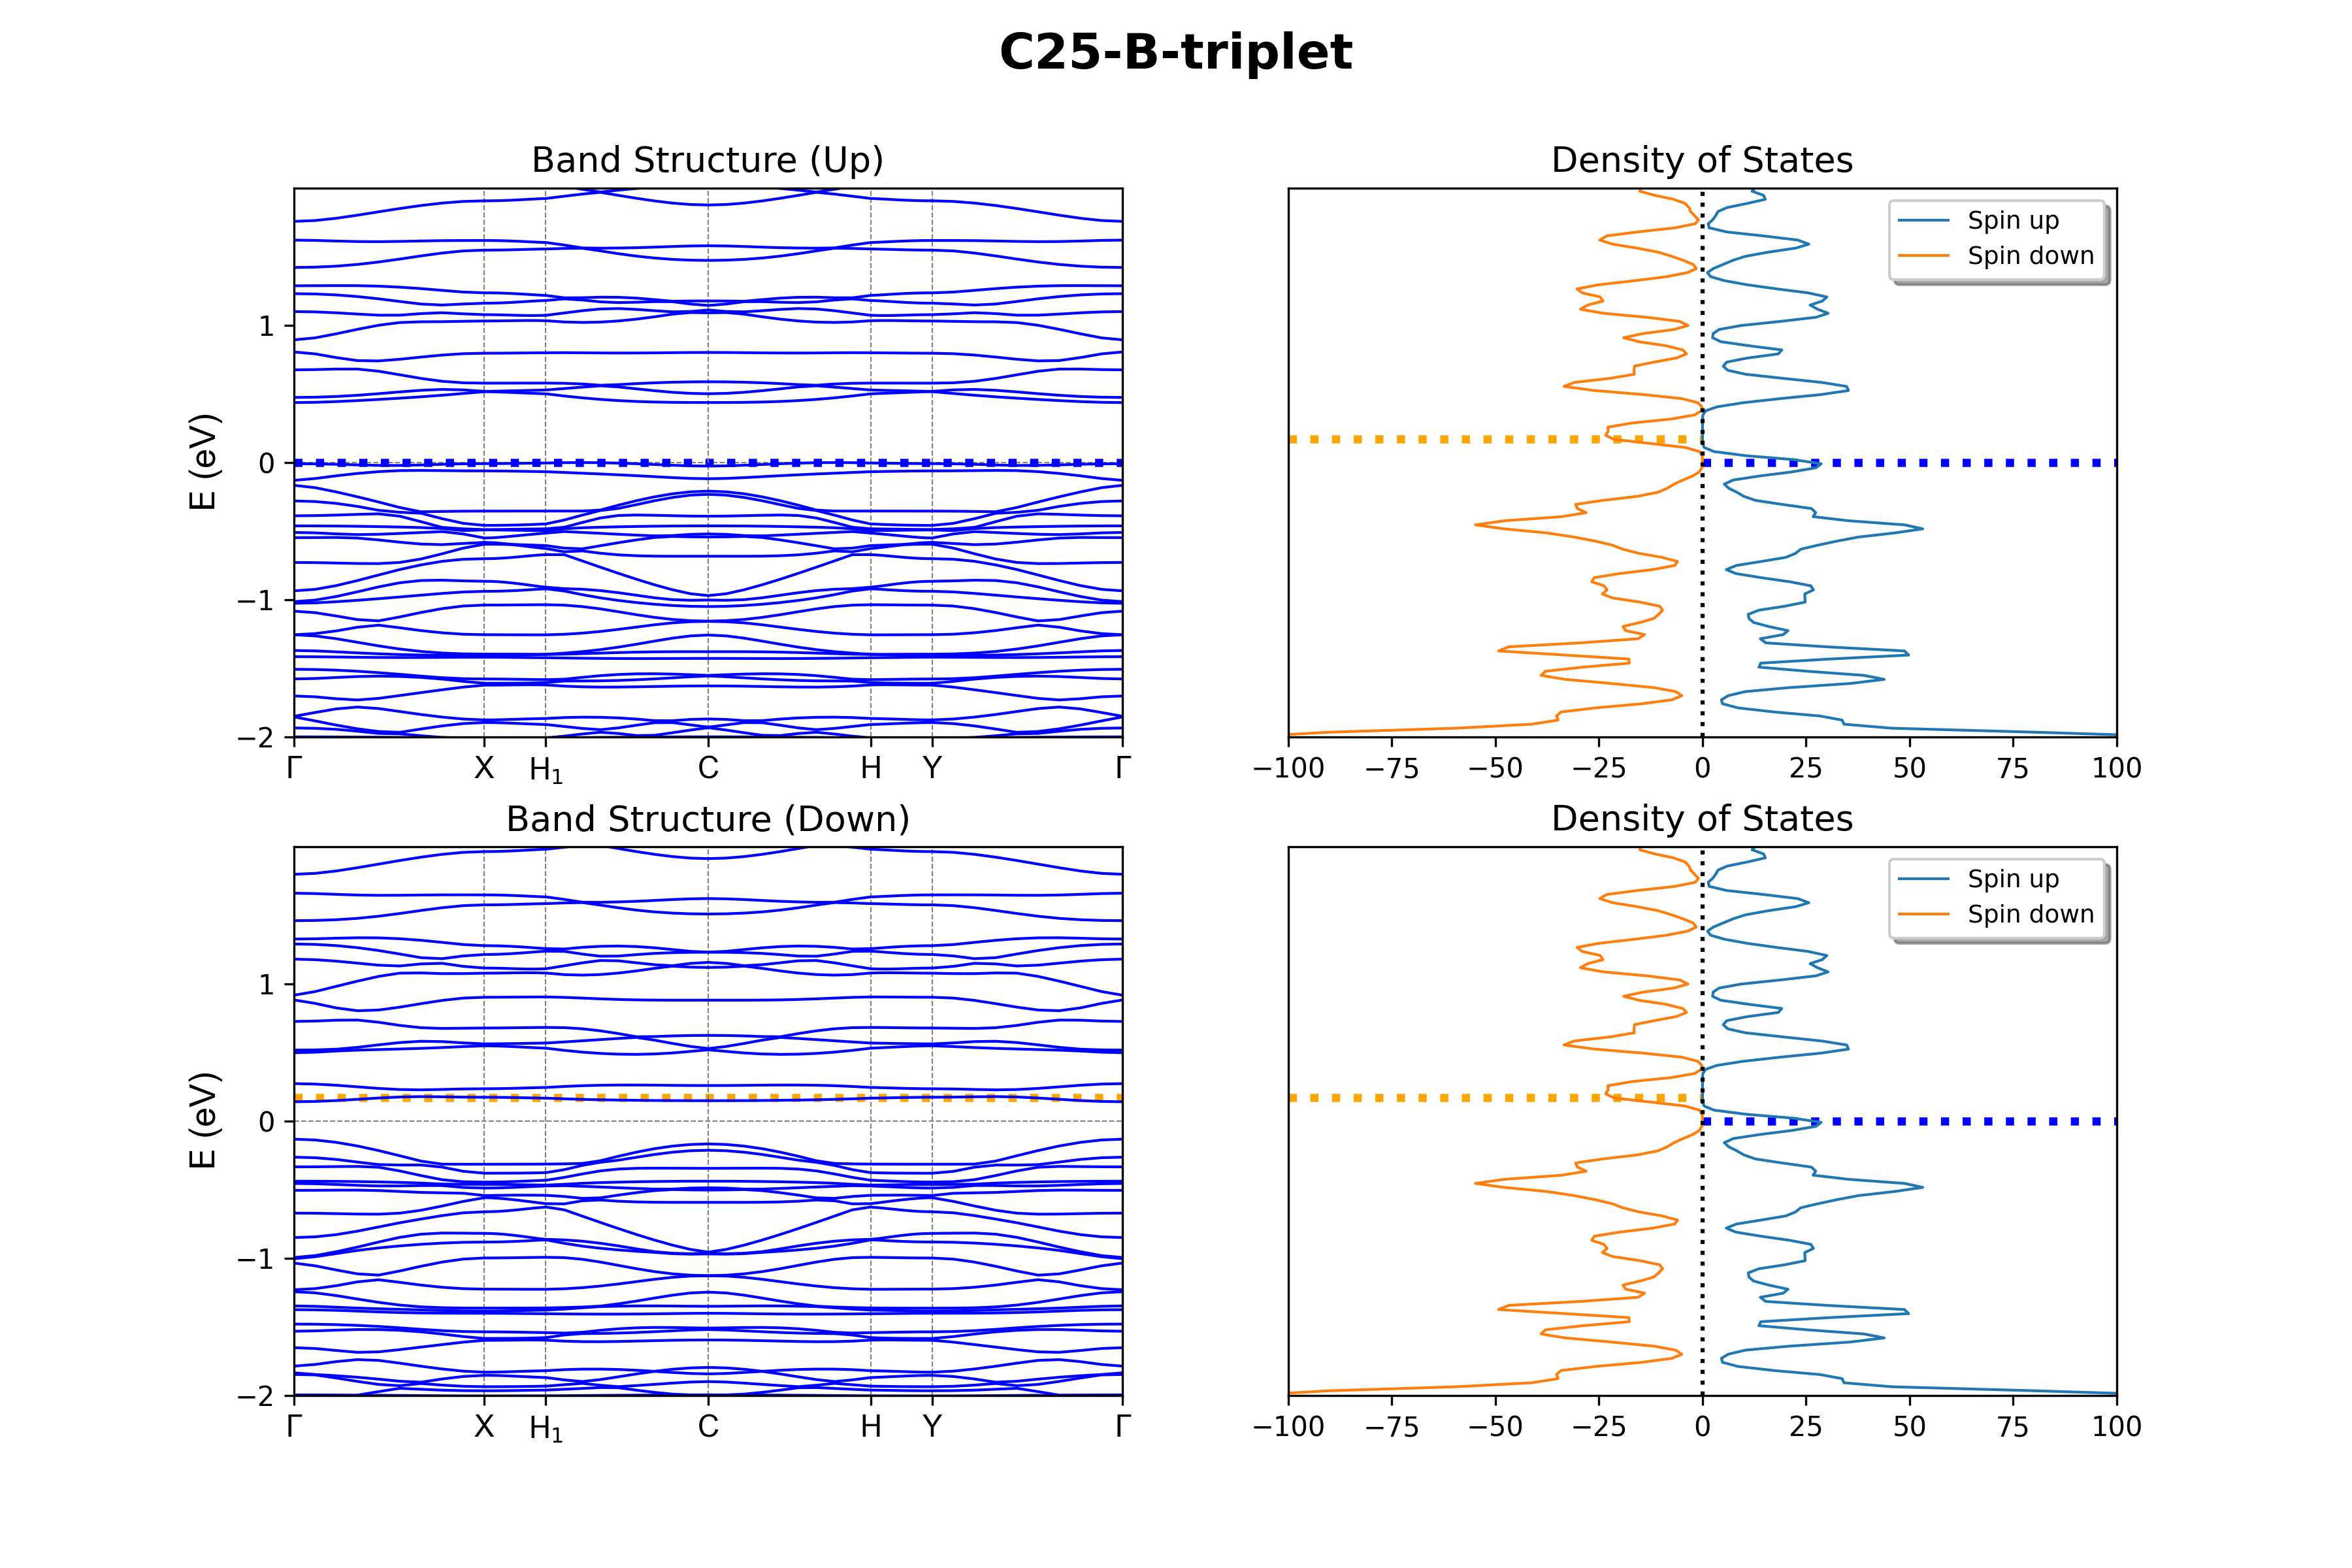 C25-B-triplet
Band Structure (Up)
Density of States
E (eV)
1
0
−1
−2
Γ X H₁ C H Y Γ
Spin up
Spin down
−100 −75 −50 −25 0 25 50 75 100
Band Structure (Down)
Density of States
E (eV)
1
0
−1
−2
Γ X H₁ C H Y Γ
Spin up
Spin down
−100 −75 −50 −25 0 25 50 75 100